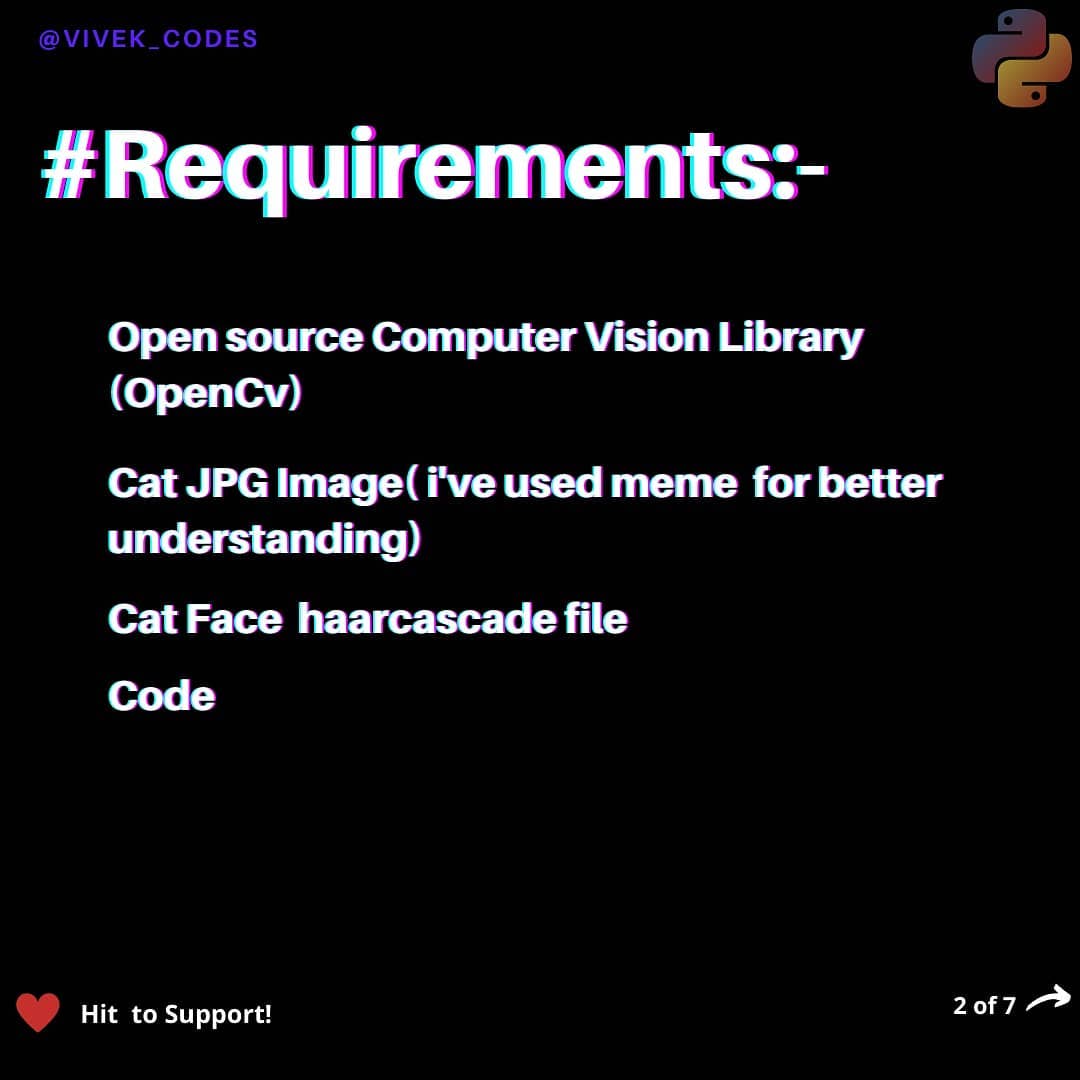 @VIVEK_CODES
#Requirements:-
Open source Computer Vision Library
(OpenCv)
Cat JPG Image( i've used meme  for better
understanding)
Cat Face  haarcascade file
Code
Hit  to Support!
2 of 7